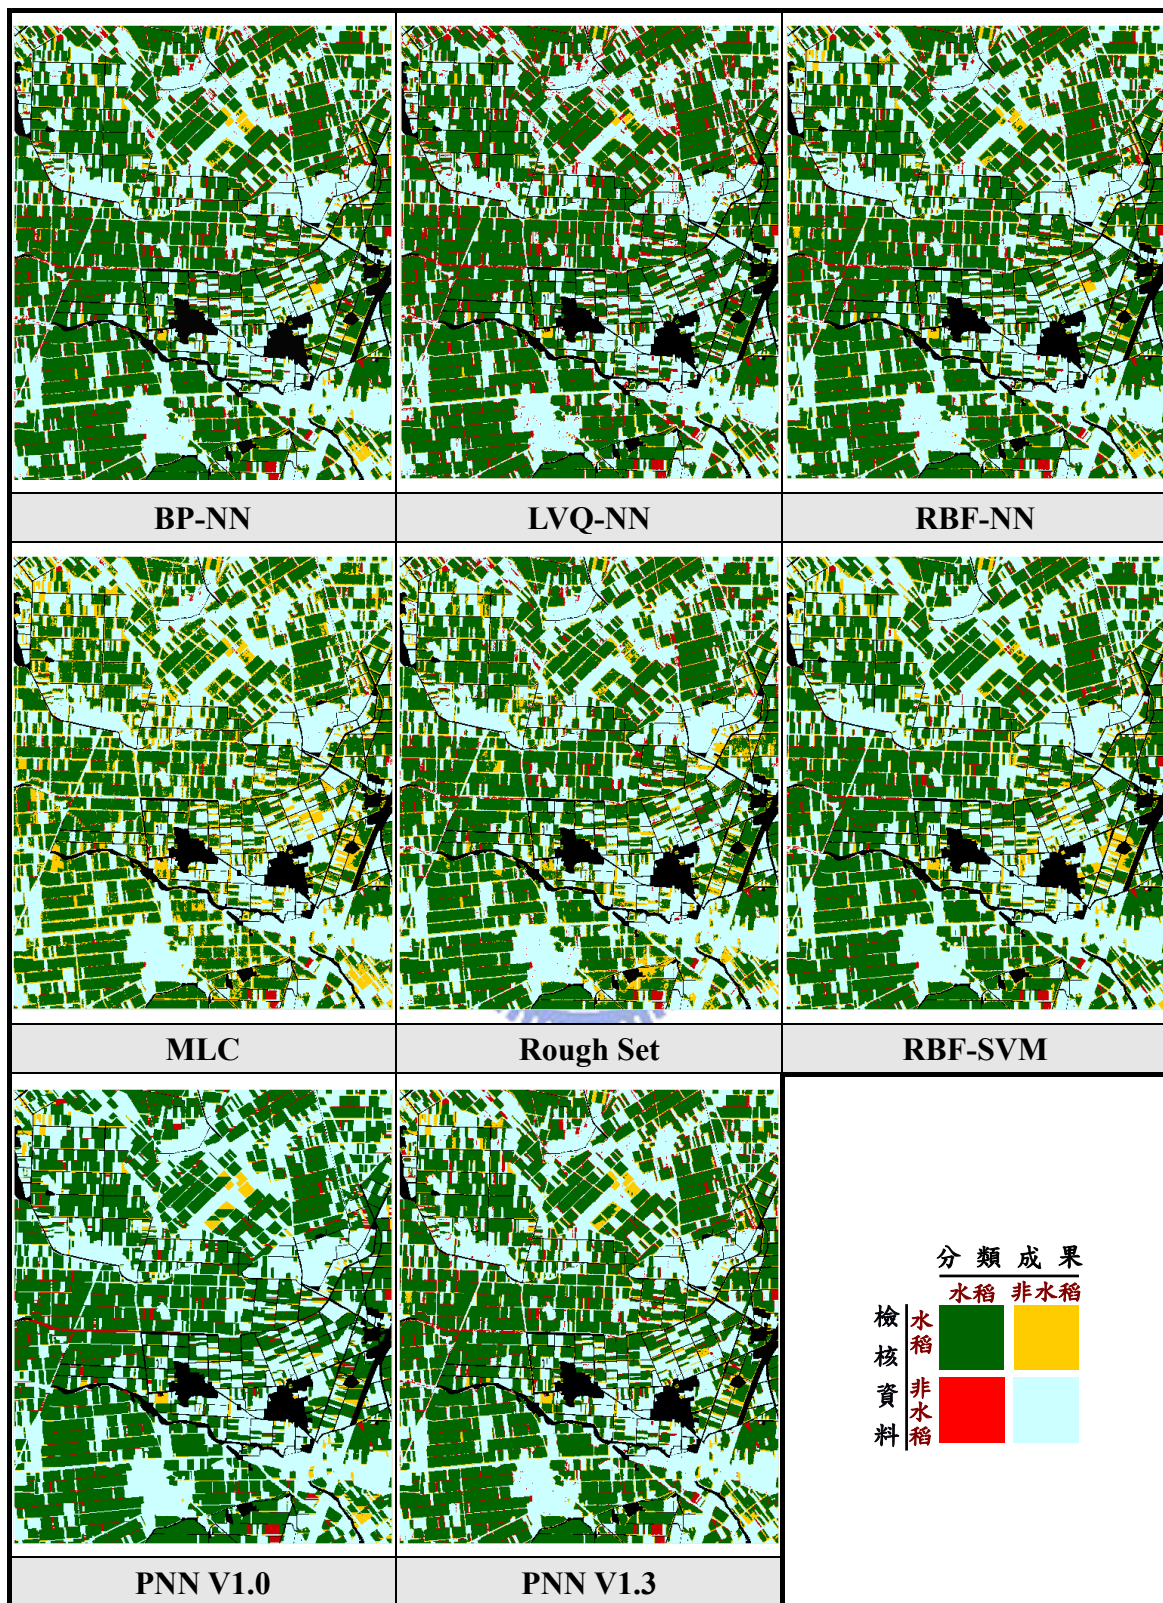 BP-NN
LVQ-NN
RBF-NN
MLC
Rough Set
RBF-SVM
PNN V1.0
PNN V1.3
分類成果
水稻 非水稻
檢核資料
水稻
非水稻